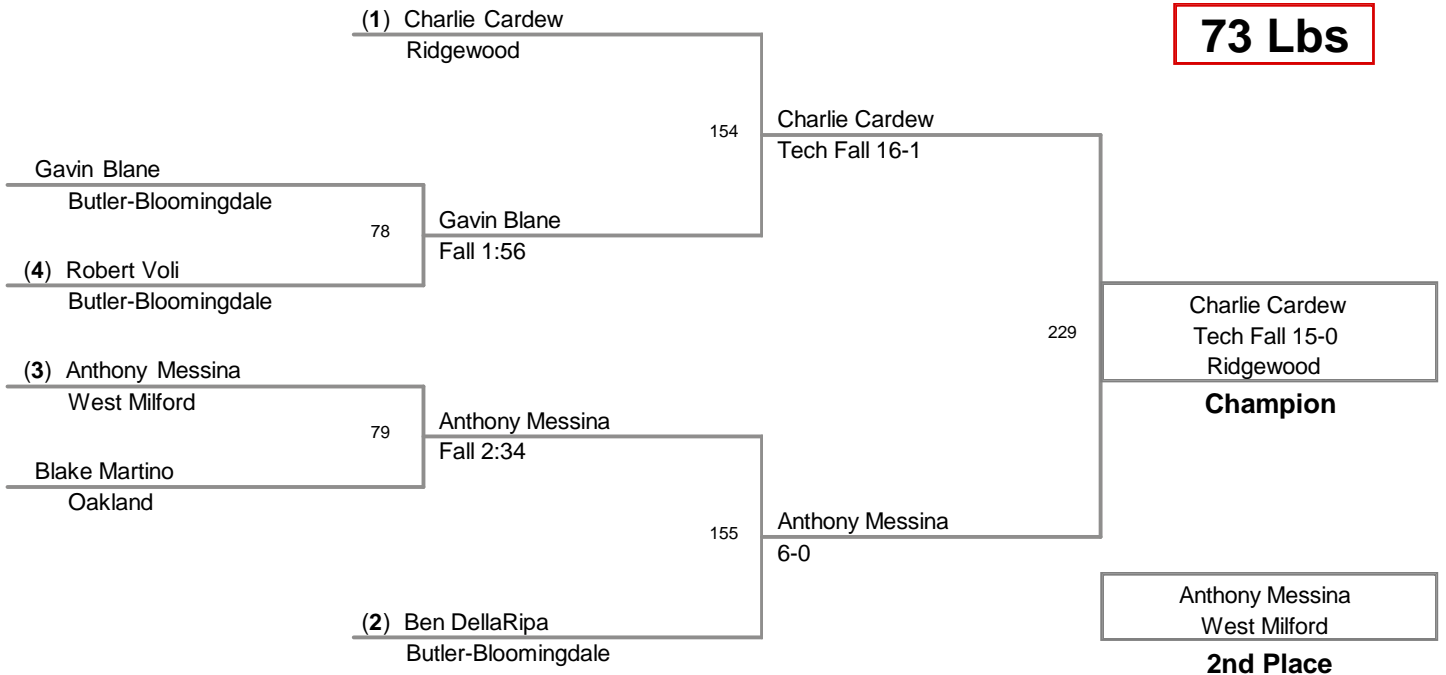 (1) Charlie Cardew
Ridgewood
73 Lbs
154
Charlie Cardew
Tech Fall 16-1
Gavin Blane
Butler-Bloomingdale
78
Gavin Blane
Fall 1:56
(4) Robert Voli
Butler-Bloomingdale
229
Charlie Cardew
Tech Fall 15-0
Ridgewood
Champion
(3) Anthony Messina
West Milford
79
Anthony Messina
Fall 2:34
Blake Martino
Oakland
155
Anthony Messina
6-0
(2) Ben DellaRipa
Butler-Bloomingdale
Anthony Messina
West Milford
2nd Place